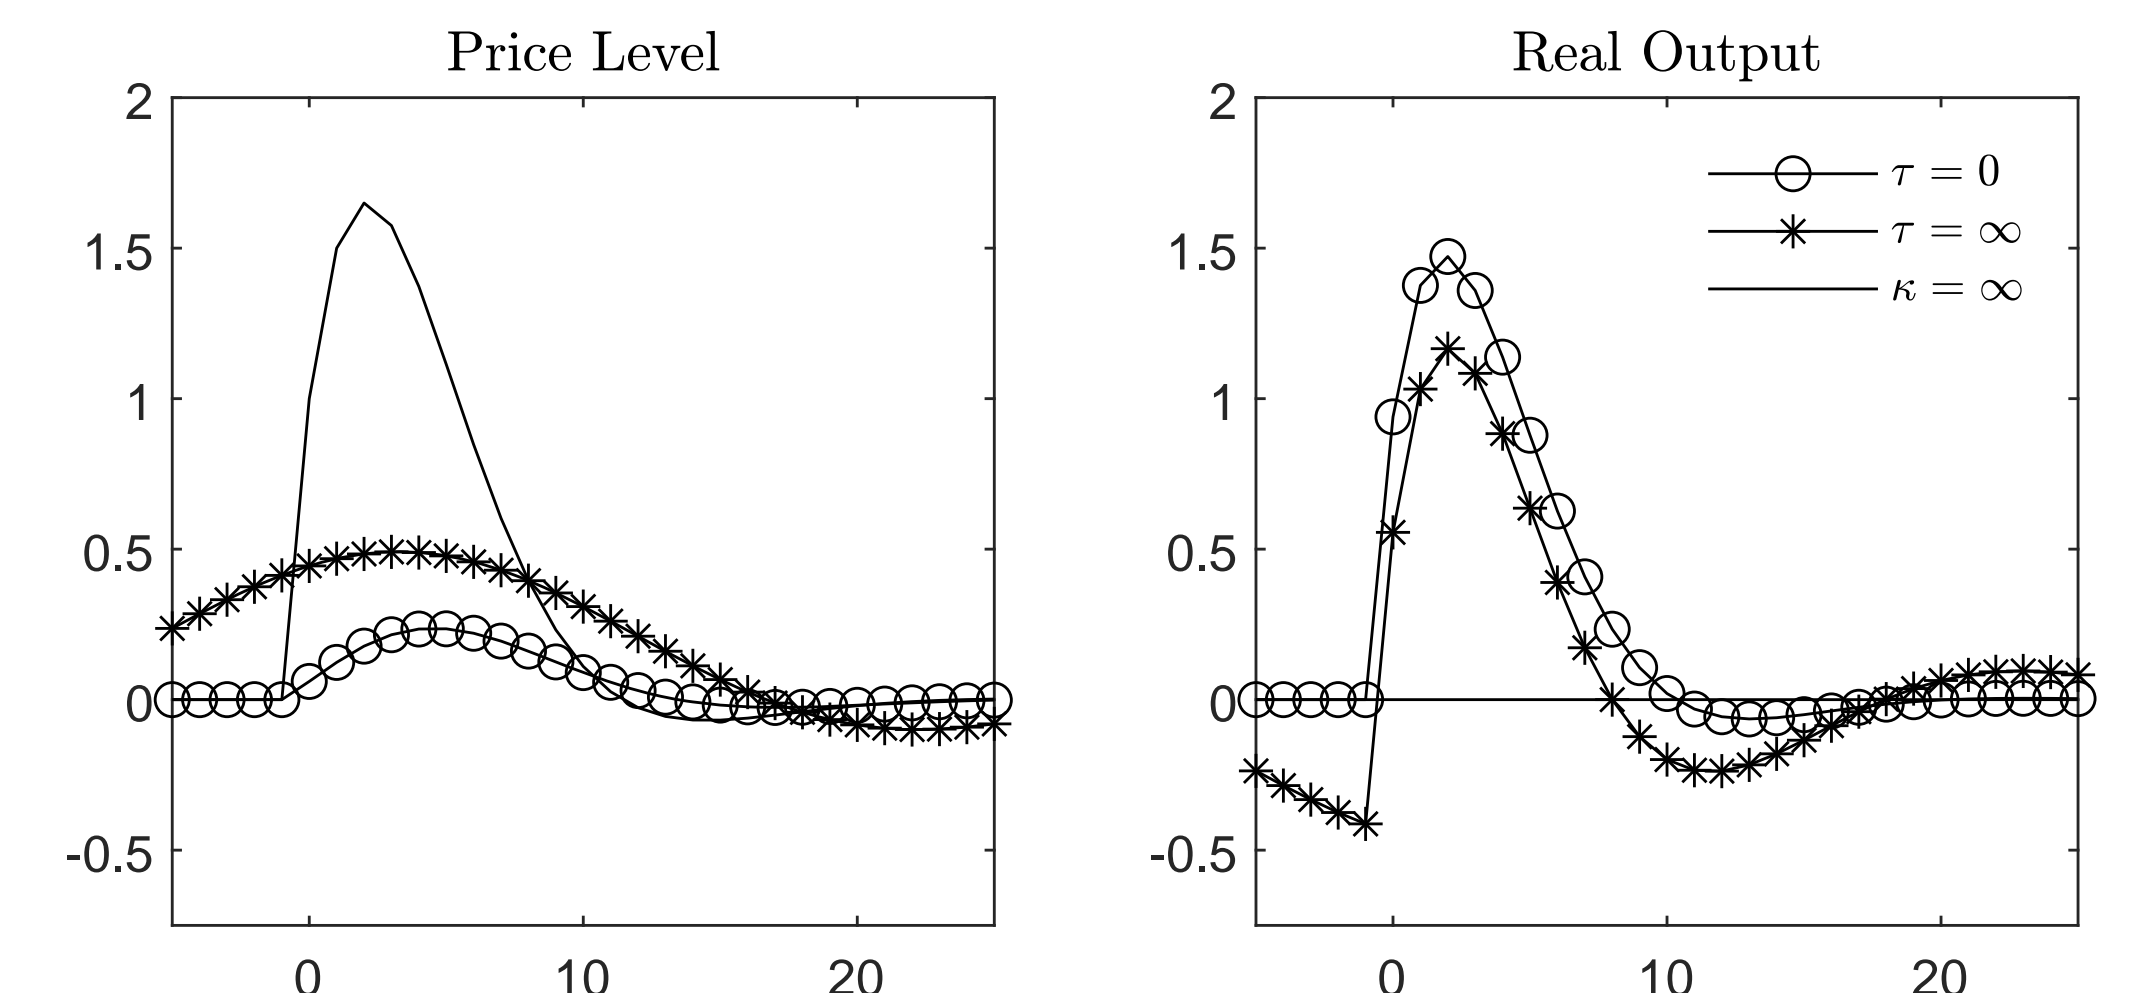 Price Level
2
1.5
1
0.5
0
-0.5
0 10 20
Real Output
2
1.5
1
0.5
0
-0.5
0 10 20
τ = 0
τ = ∞
κ = ∞